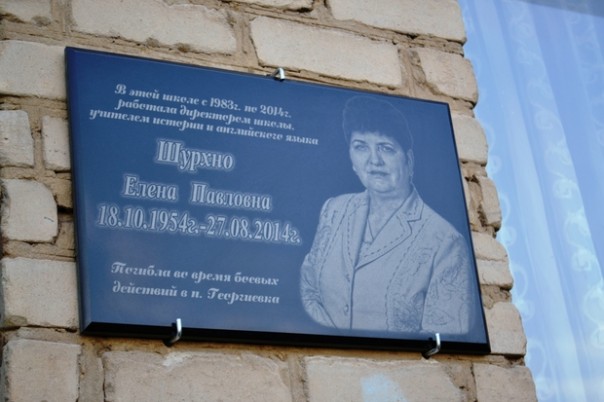 В этой школе с 1983г. по 2014г.
работала директором школы,
учителем истории и английского языка
Шурхно
Елена Павловна
18.10.1954г.-27.08.2014г.
Погибла во время боевых
действий в п. Георгиевка